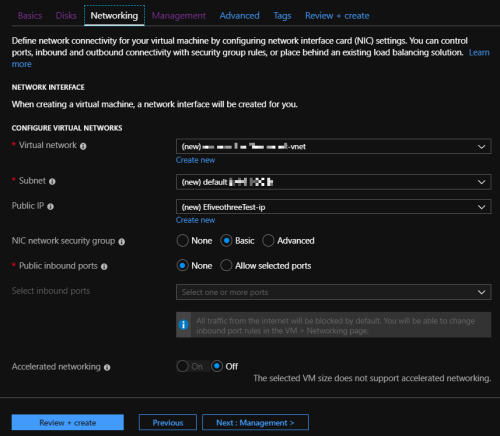 Basics Disks Networking Management Advanced Tags Review + create
Define network connectivity for your virtual machine by configuring network interface card (NIC) settings. You can control
ports, inbound and outbound connectivity with security group rules, or place behind an existing load balancing solution. Learn
more
NETWORK INTERFACE
When creating a virtual machine, a network interface will be created for you.
CONFIGURE VIRTUAL NETWORKS
* Virtual network (new) -vnet
Create new
* Subnet (new) default
Public IP (new) EfiveothreeTest-ip
Create new
NIC network security group None Basic Advanced
* Public inbound ports None Allow selected ports
Select inbound ports Select one or more ports
All traffic from the internet will be blocked by default. You will be able to change
inbound port rules in the VM > Networking page.
Accelerated networking On Off
The selected VM size does not support accelerated networking.
Review + create Previous Next : Management >